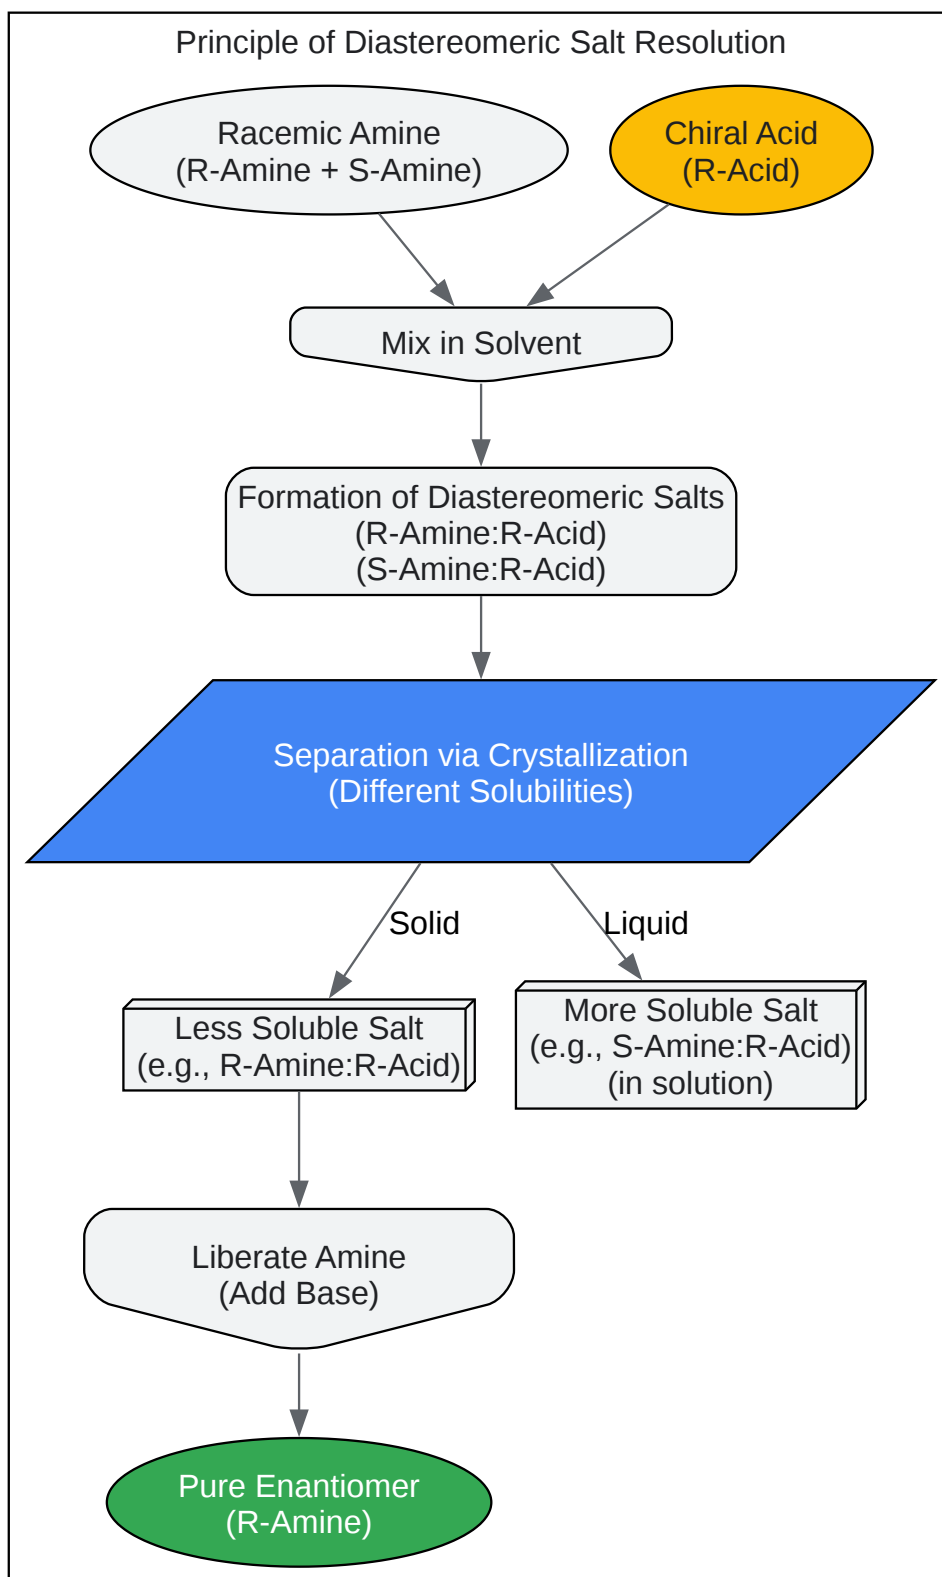 Principle of Diastereomeric Salt Resolution
Racemic Amine
(R-Amine + S-Amine)
Chiral Acid
(R-Acid)
Mix in Solvent
Formation of Diastereomeric Salts
(R-Amine:R-Acid)
(S-Amine:R-Acid)
Separation via Crystallization
(Different Solubilities)
Solid
Liquid
Less Soluble Salt
(e.g., R-Amine:R-Acid)
More Soluble Salt
(e.g., S-Amine:R-Acid)
(in solution)
Liberate Amine
(Add Base)
Pure Enantiomer
(R-Amine)